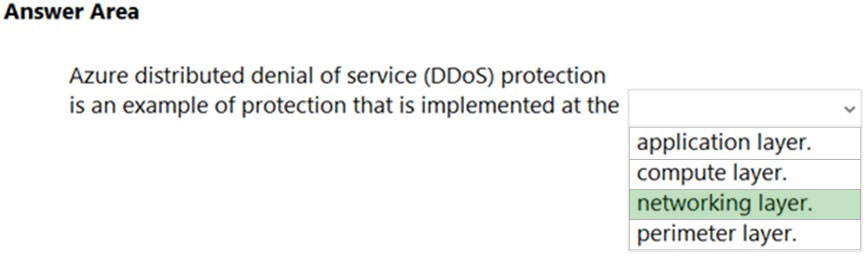 Answer Area
Azure distributed denial of service (DDoS) protection
is an example of protection that is implemented at the
application layer.
compute layer.
networking layer.
perimeter layer.